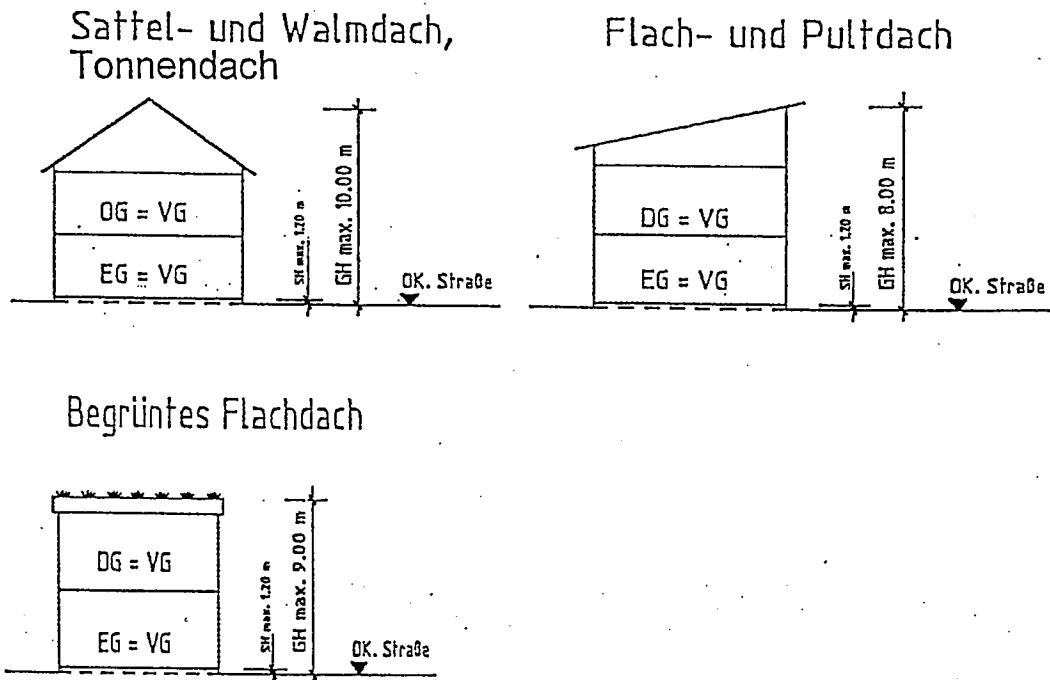 Sattel- und Walmdach,
Tonnendach
OG = VG
EG = VG
SH max. 1.20 m
GH max. 10.00 m
OK. Straße
Flach- und Pultdach
DG = VG
EG = VG
SH max. 1.20 m
GH max. 8.00 m
OK. Straße
Begrüntes Flachdach
DG = VG
EG = VG
SH max. 1.20 m
GH max. 9.00 m
OK. Straße